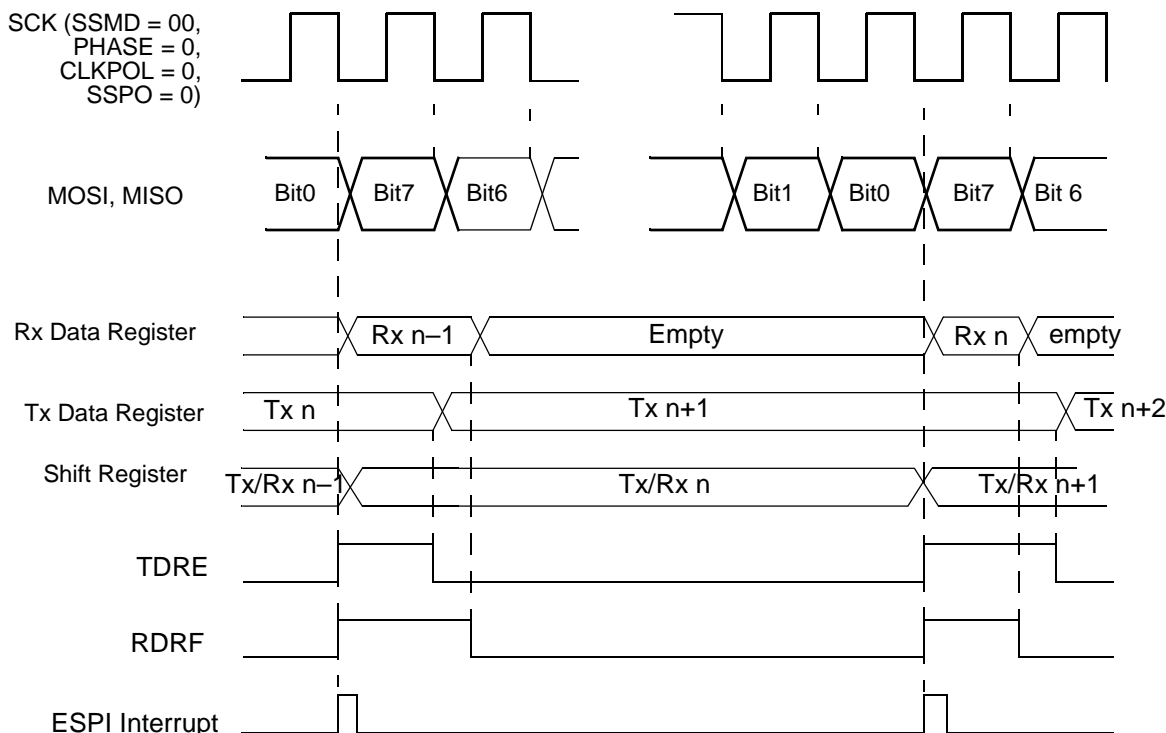 SCK (SSMD = 00,
PHASE = 0,
CLKPOL = 0,
SSPO = 0)
MOSI, MISO
Bit0
Bit7
Bit6
Bit1
Bit0
Bit7
Bit 6
Rx Data Register
Rx n–1
Empty
Rx n
empty
Tx Data Register
Tx n
Tx n+1
Tx n+2
Shift Register
Tx/Rx n–1
Tx/Rx n
Tx/Rx n+1
TDRE
RDRF
ESPI Interrupt